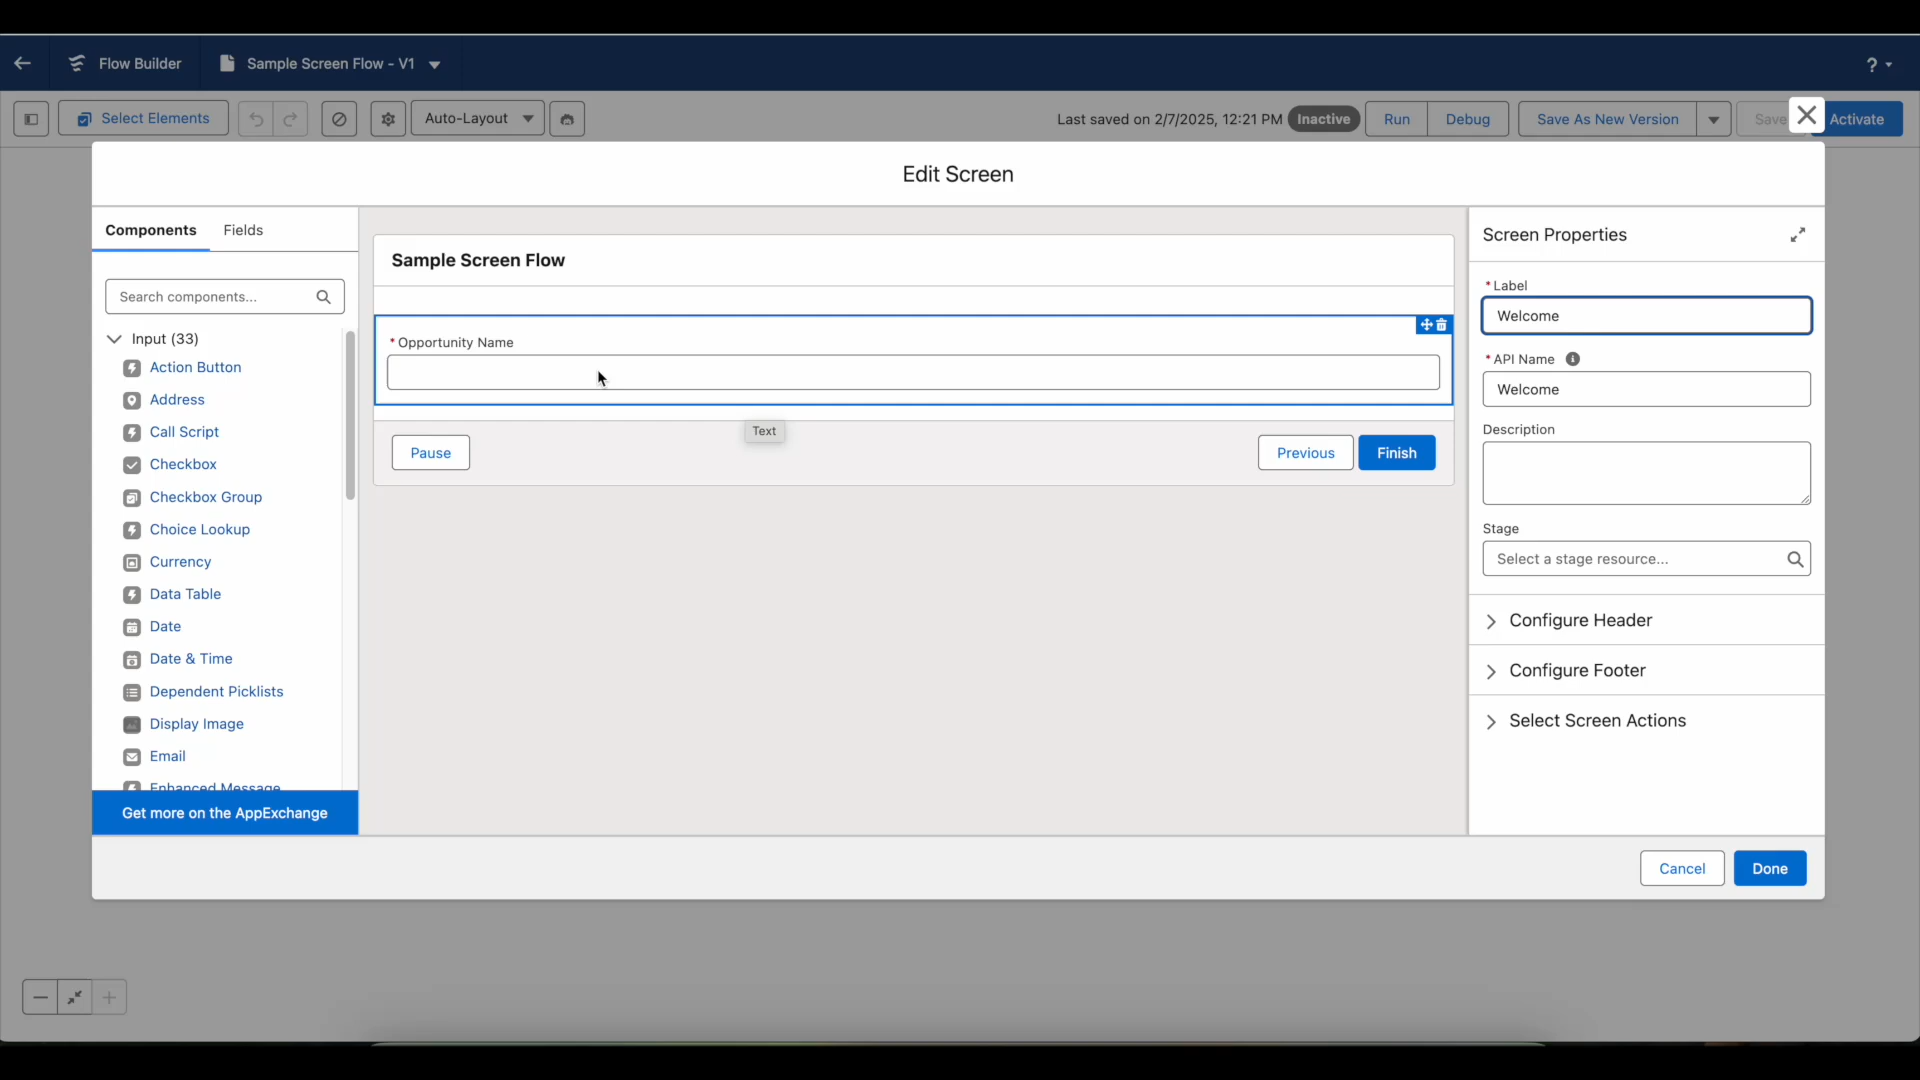 Flow Builder
Sample Screen Flow - V1
?
Select Elements
Auto-Layout
Last saved on 2/7/2025, 12:21 PM
Inactive
Run
Debug
Save As New Version
Save
Activate
Edit Screen
Components
Fields
Search components...
Input (33)
Action Button
Address
Call Script
Checkbox
Checkbox Group
Choice Lookup
Currency
Data Table
Date
Date & Time
Dependent Picklists
Display Image
Email
Enhanced Message
Get more on the AppExchange
Sample Screen Flow
* Opportunity Name
Text
Pause
Previous
Finish
Screen Properties
* Label
Welcome
* API Name
Welcome
Description
Stage
Select a stage resource...
Configure Header
Configure Footer
Select Screen Actions
Cancel
Done